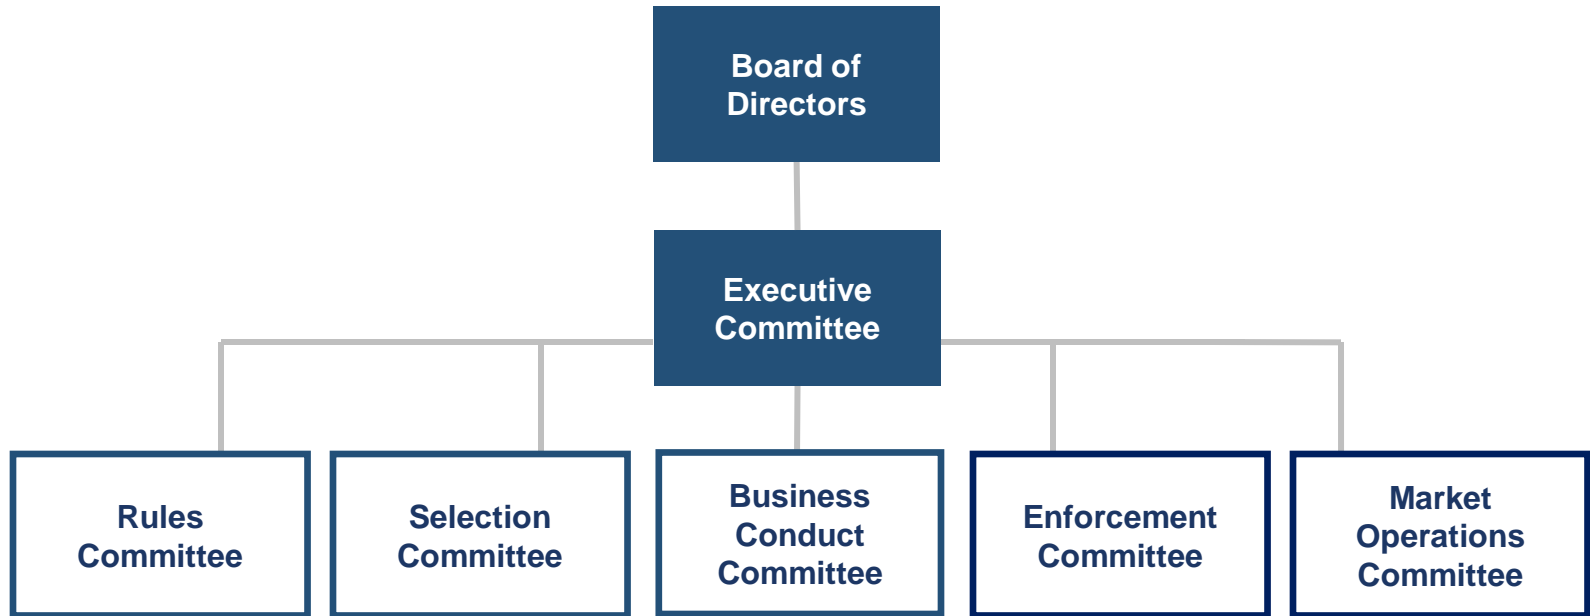 Board of
Directors
Executive
Committee
Rules
Committee
Selection
Committee
Business
Conduct
Committee
Enforcement
Committee
Market
Operations
Committee